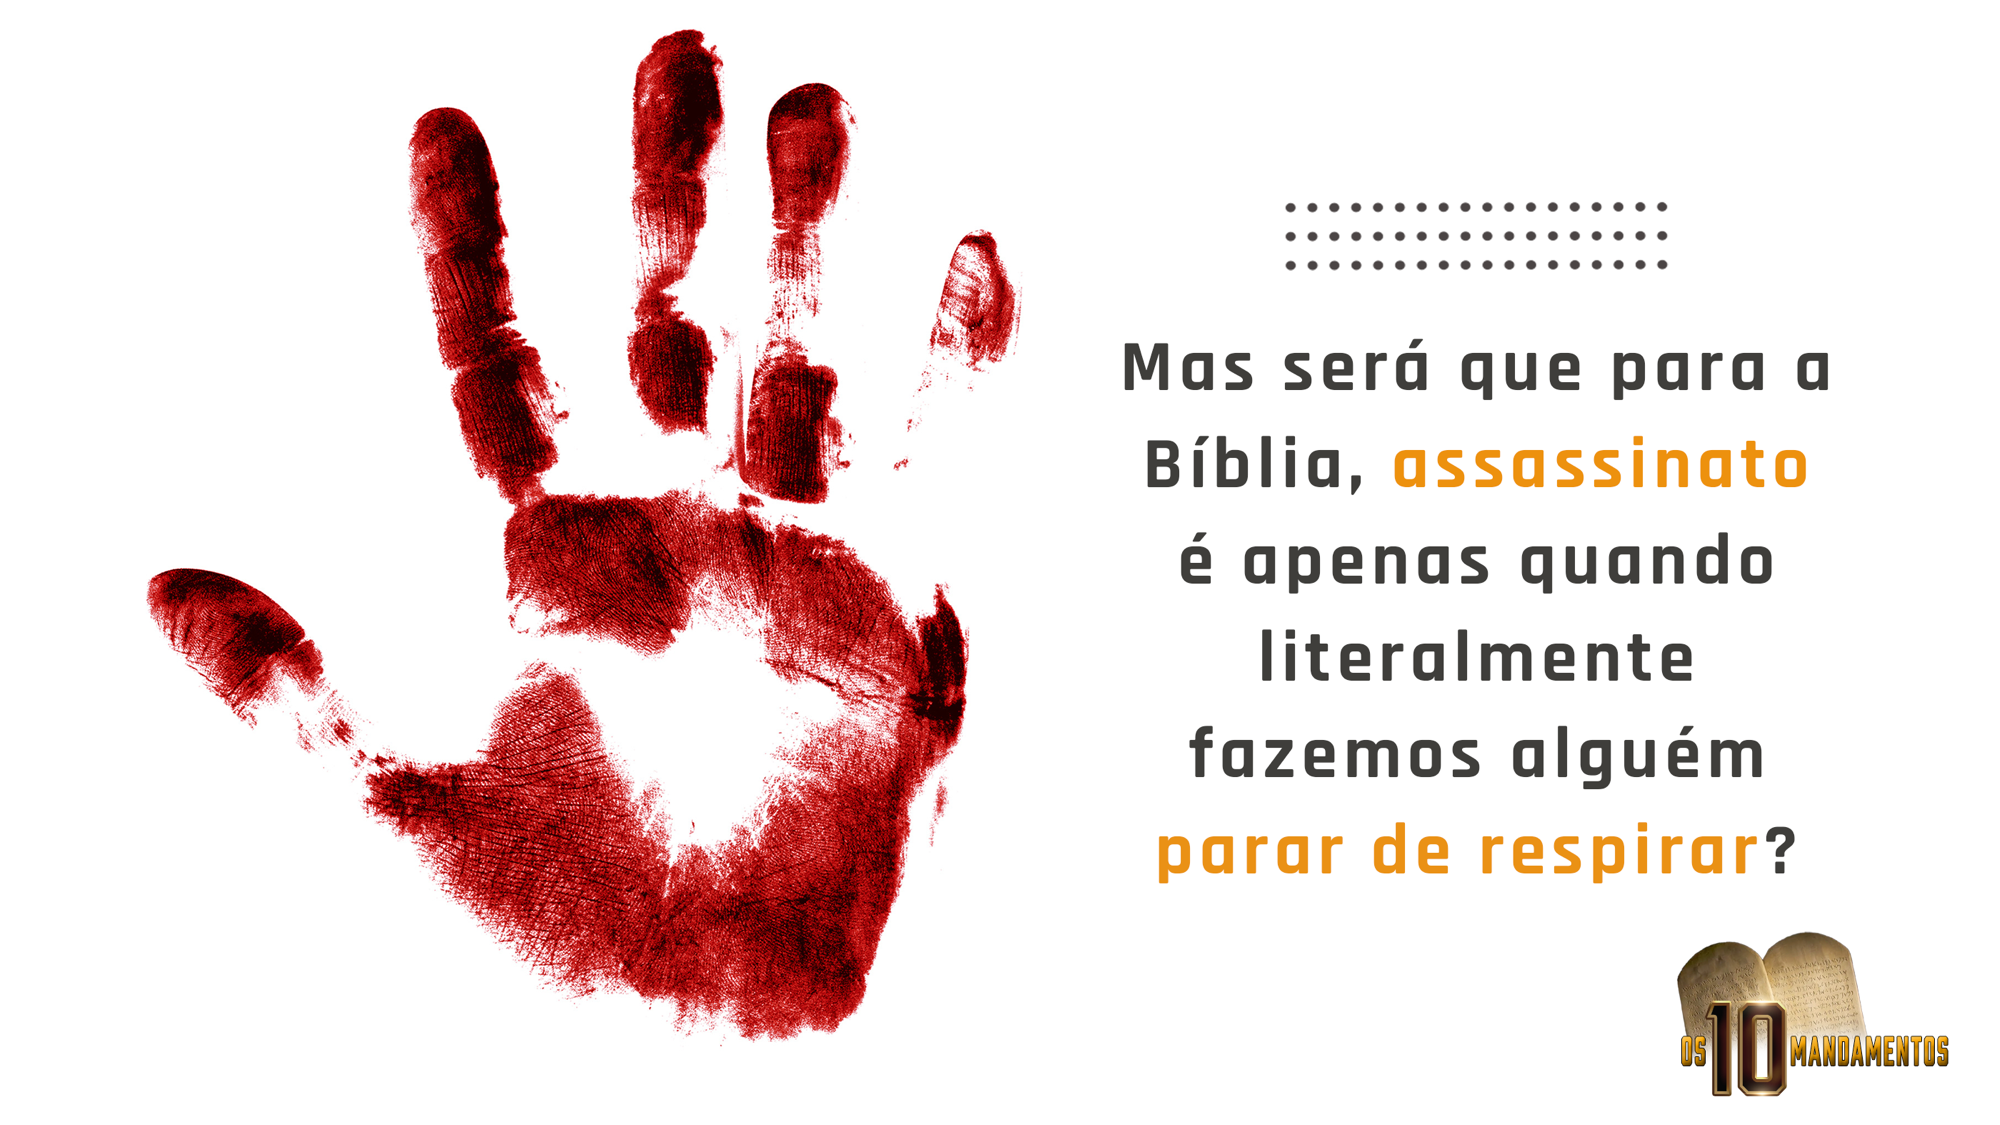 Mas será que para a
Bíblia, assassinato
é apenas quando
literalmente
fazemos alguém
parar de respirar?
OS 10 MANDAMENTOS